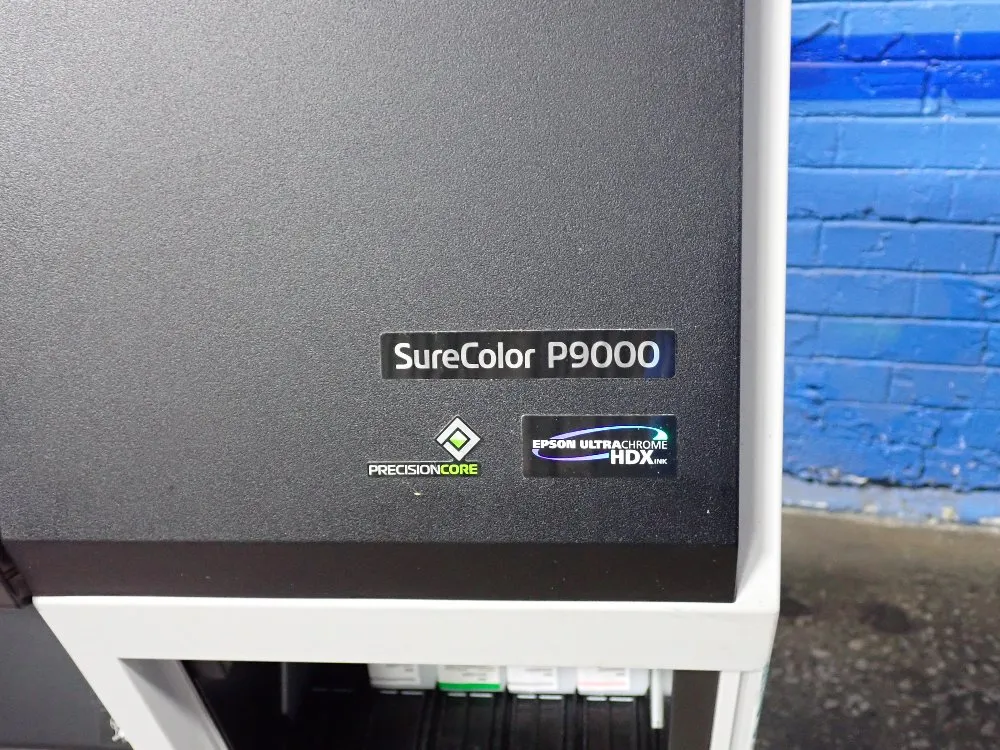 SureColor P9000
PRECISIONCORE
EPSON ULTRACHROME
HDX INK